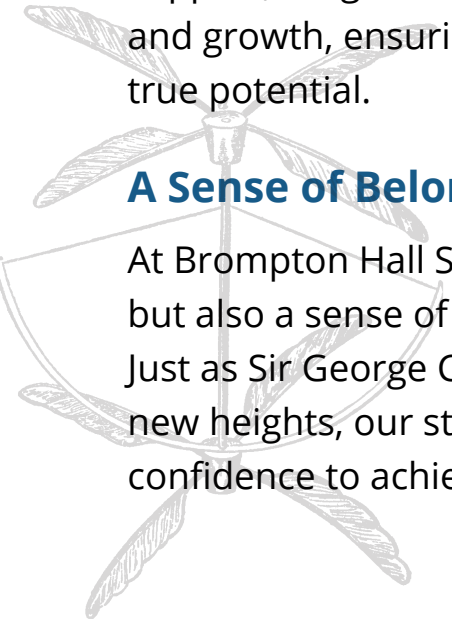 and growth, ensuri
true potential.
A Sense of Belo
At Brompton Hall S
but also a sense of
Just as Sir George C
new heights, our st
confidence to achie